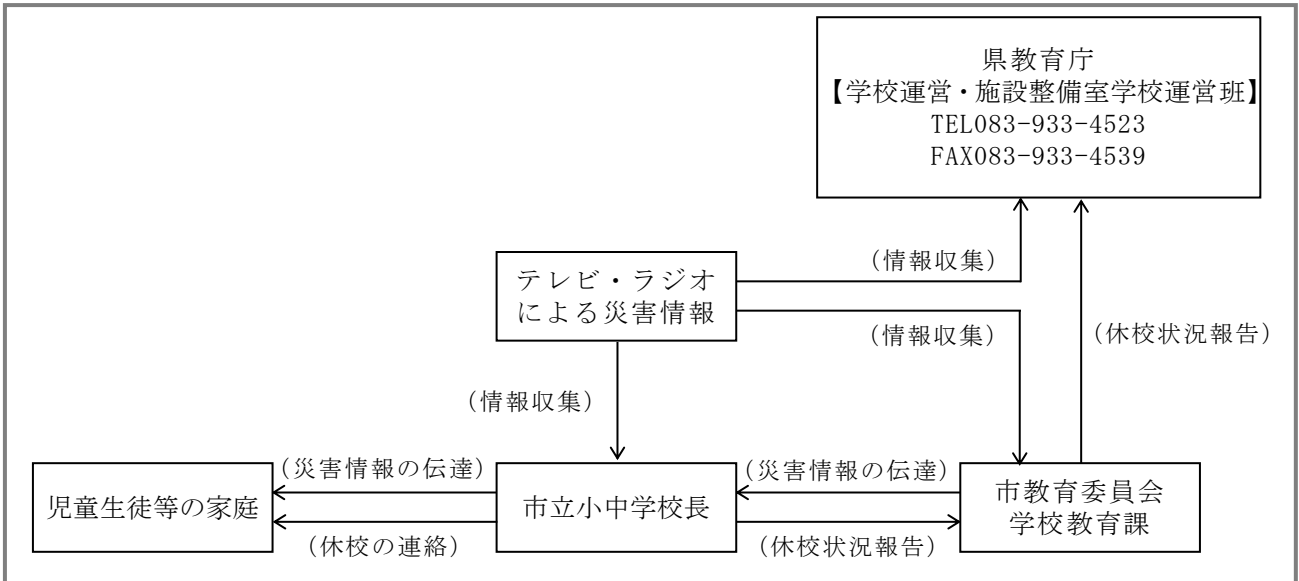 県教育庁
【学校運営・施設整備室学校運営班】
TEL083-933-4523
FAX083-933-4539
(情報収集)
テレビ・ラジオ
による災害情報
(情報収集)
(休校状況報告)
(情報収集)
(災害情報の伝達)
(災害情報の伝達)
児童生徒等の家庭
市立小中学校長
市教育委員会
学校教育課
(休校の連絡)
(休校状況報告)